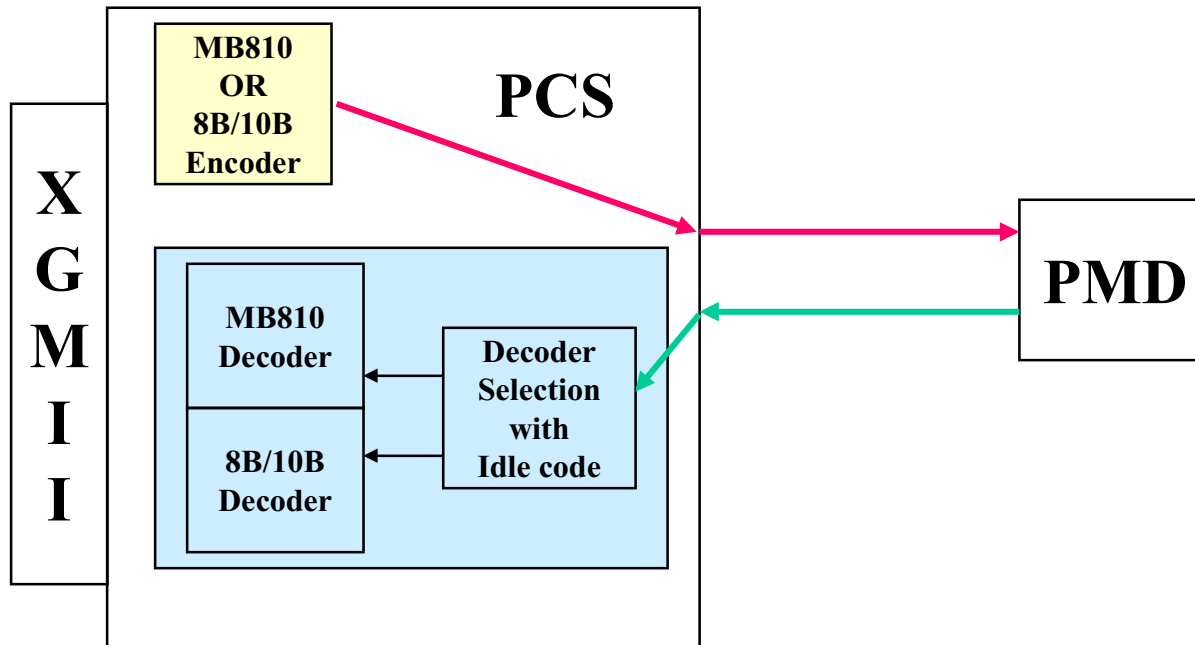 MB810
OR
8B/10B
Encoder
PCS
X
G
M
I
I
PMD
MB810
Decoder
8B/10B
Decoder
Decoder
Selection
with
Idle code